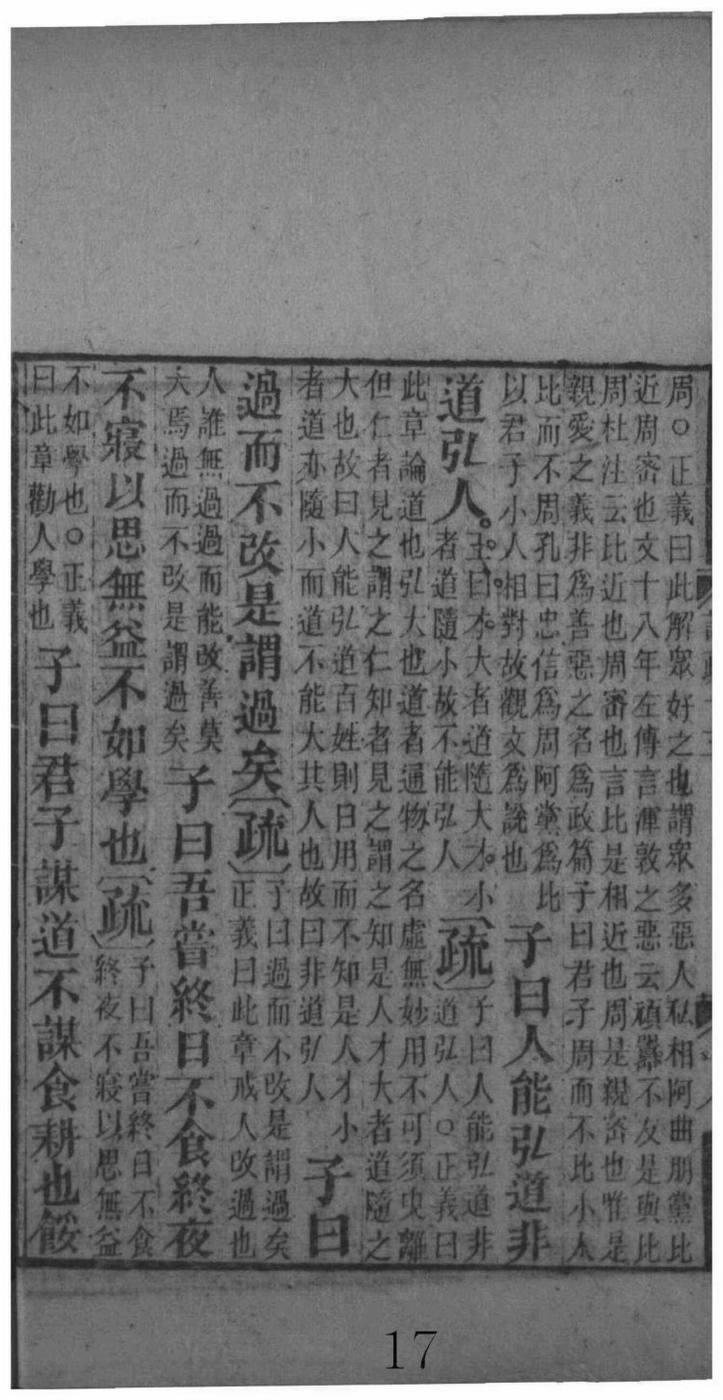 周○正義曰此解衆好之也謂衆多惡人私相阿曲朋黨比
近周密也文十八年左傳言渾敦之惡云頑嚚不友是與比
周杜注云比近也周密也言比是相近也周是親密也惟是
親愛之義非爲善惡之名爲政篇子曰君子周而不比小人
比而不周孔曰忠信爲周阿黨爲比
以君子小人相對故觀文爲說也
子曰人能弘道非
道弘人
王曰才大者道隨大才小
者道隨小故不能弘人
疏
子曰人能弘道非
道弘人○正義曰
此章論道也弘大也道者通物之名虛無妙用不可須臾離
但仁者見之謂之仁知者見之謂之知是人才大者道隨之
大也故曰人能弘道百姓則日用而不知是人才小
者道亦隨小而道不能大其人也故曰非道弘人
子曰
過而不改是謂過矣
疏
子曰過而不改是謂過矣
正義曰此章戒人改過也
人誰無過過而能改善莫
大焉過而不改是謂過矣
子曰吾嘗終日不食終夜
不寢以思無益不如學也
疏
子曰吾嘗終日不食
終夜不寢以思無益
不如學也○正義
曰此章勸人學也
子曰君子謀道不謀食耕也餒
17